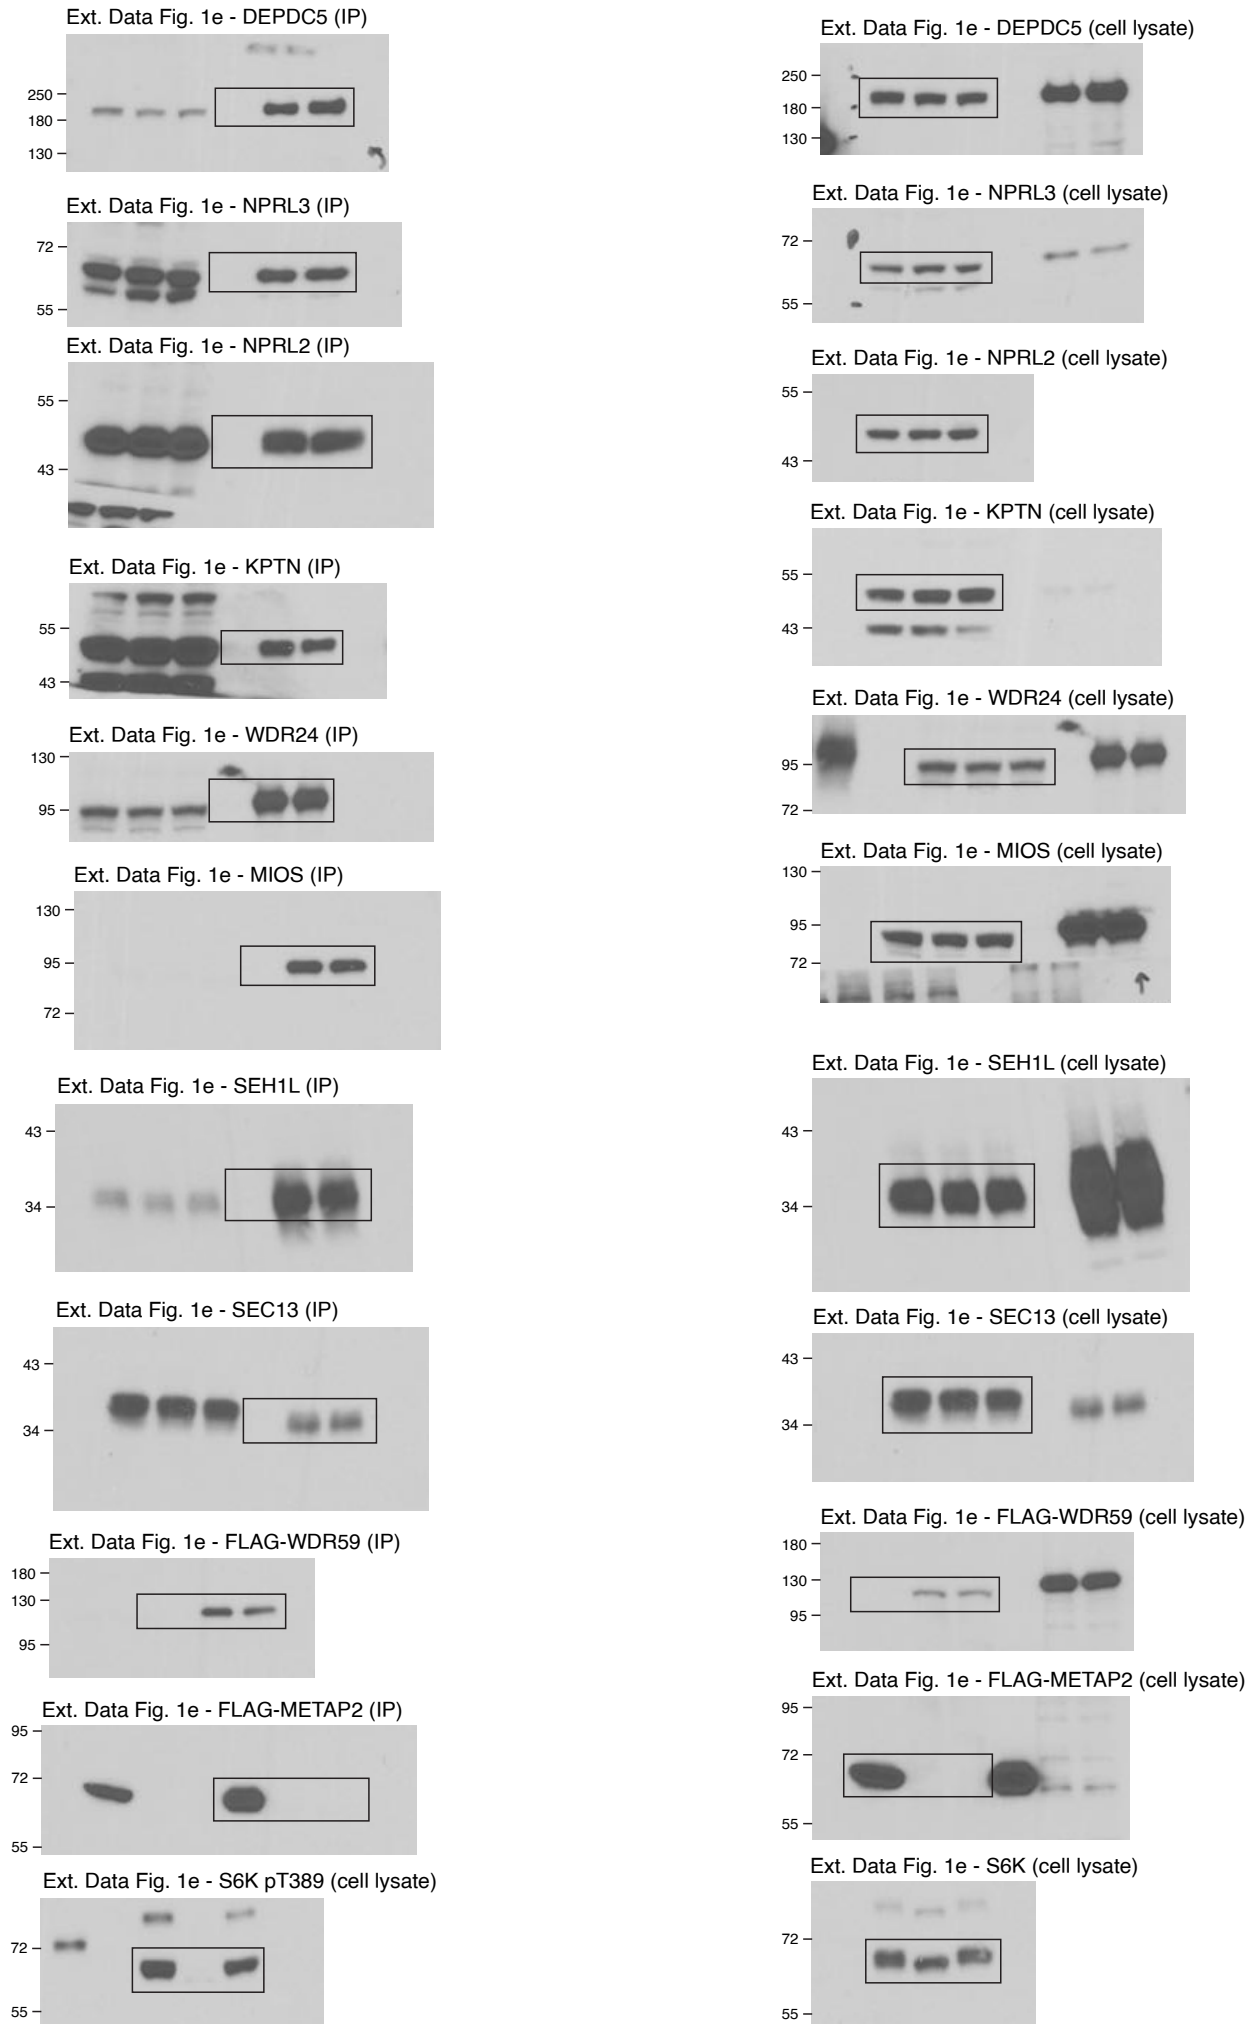 Ext. Data Fig. 1e - DEPDC5 (IP)
250
180
130
Ext. Data Fig. 1e - NPRL3 (IP)
72
55
Ext. Data Fig. 1e - NPRL2 (IP)
55
43
Ext. Data Fig. 1e - KPTN (IP)
55
43
Ext. Data Fig. 1e - WDR24 (IP)
130
95
Ext. Data Fig. 1e - MIOS (IP)
130
95
72
Ext. Data Fig. 1e - SEH1L (IP)
43
34
Ext. Data Fig. 1e - SEC13 (IP)
43
34
Ext. Data Fig. 1e - FLAG-WDR59 (IP)
180
130
95
Ext. Data Fig. 1e - FLAG-METAP2 (IP)
95
72
55
Ext. Data Fig. 1e - S6K pT389 (cell lysate)
72
55
Ext. Data Fig. 1e - DEPDC5 (cell lysate)
250
180
130
Ext. Data Fig. 1e - NPRL3 (cell lysate)
72
55
Ext. Data Fig. 1e - NPRL2 (cell lysate)
55
43
Ext. Data Fig. 1e - KPTN (cell lysate)
55
43
Ext. Data Fig. 1e - WDR24 (cell lysate)
95
72
Ext. Data Fig. 1e - MIOS (cell lysate)
130
95
72
Ext. Data Fig. 1e - SEH1L (cell lysate)
43
34
Ext. Data Fig. 1e - SEC13 (cell lysate)
43
34
Ext. Data Fig. 1e - FLAG-WDR59 (cell lysate)
180
130
95
Ext. Data Fig. 1e - FLAG-METAP2 (cell lysate)
95
72
55
Ext. Data Fig. 1e - S6K (cell lysate)
72
55